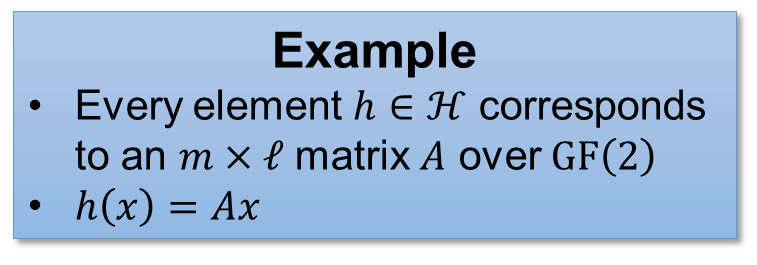 Example
• Every element ℎ ∈ ℋ corresponds
to an 𝑚 × ℓ matrix 𝐴 over GF(2)
• ℎ(𝑥) = 𝐴𝑥